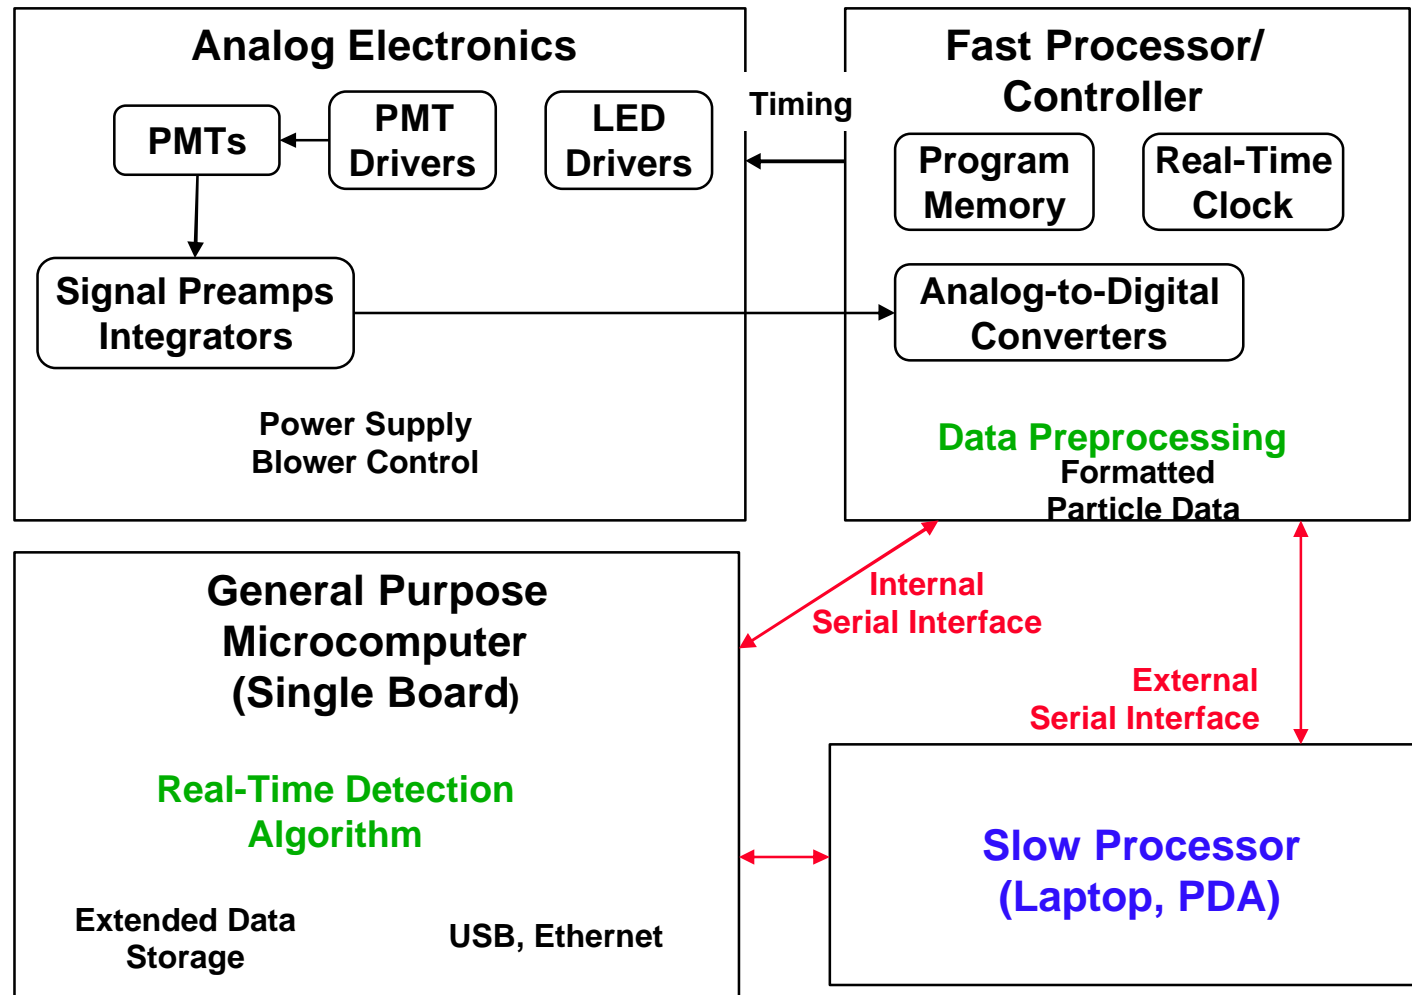 Analog Electronics
PMTs
PMT
Drivers
LED
Drivers
Signal Preamps
Integrators
Power Supply
Blower Control
Timing
Fast Processor/
Controller
Program
Memory
Real-Time
Clock
Analog-to-Digital
Converters
Data Preprocessing
Formatted
Particle Data
Internal
Serial Interface
External
Serial Interface
General Purpose
Microcomputer
(Single Board)
Real-Time Detection
Algorithm
Extended Data
Storage
USB, Ethernet
Slow Processor
(Laptop, PDA)